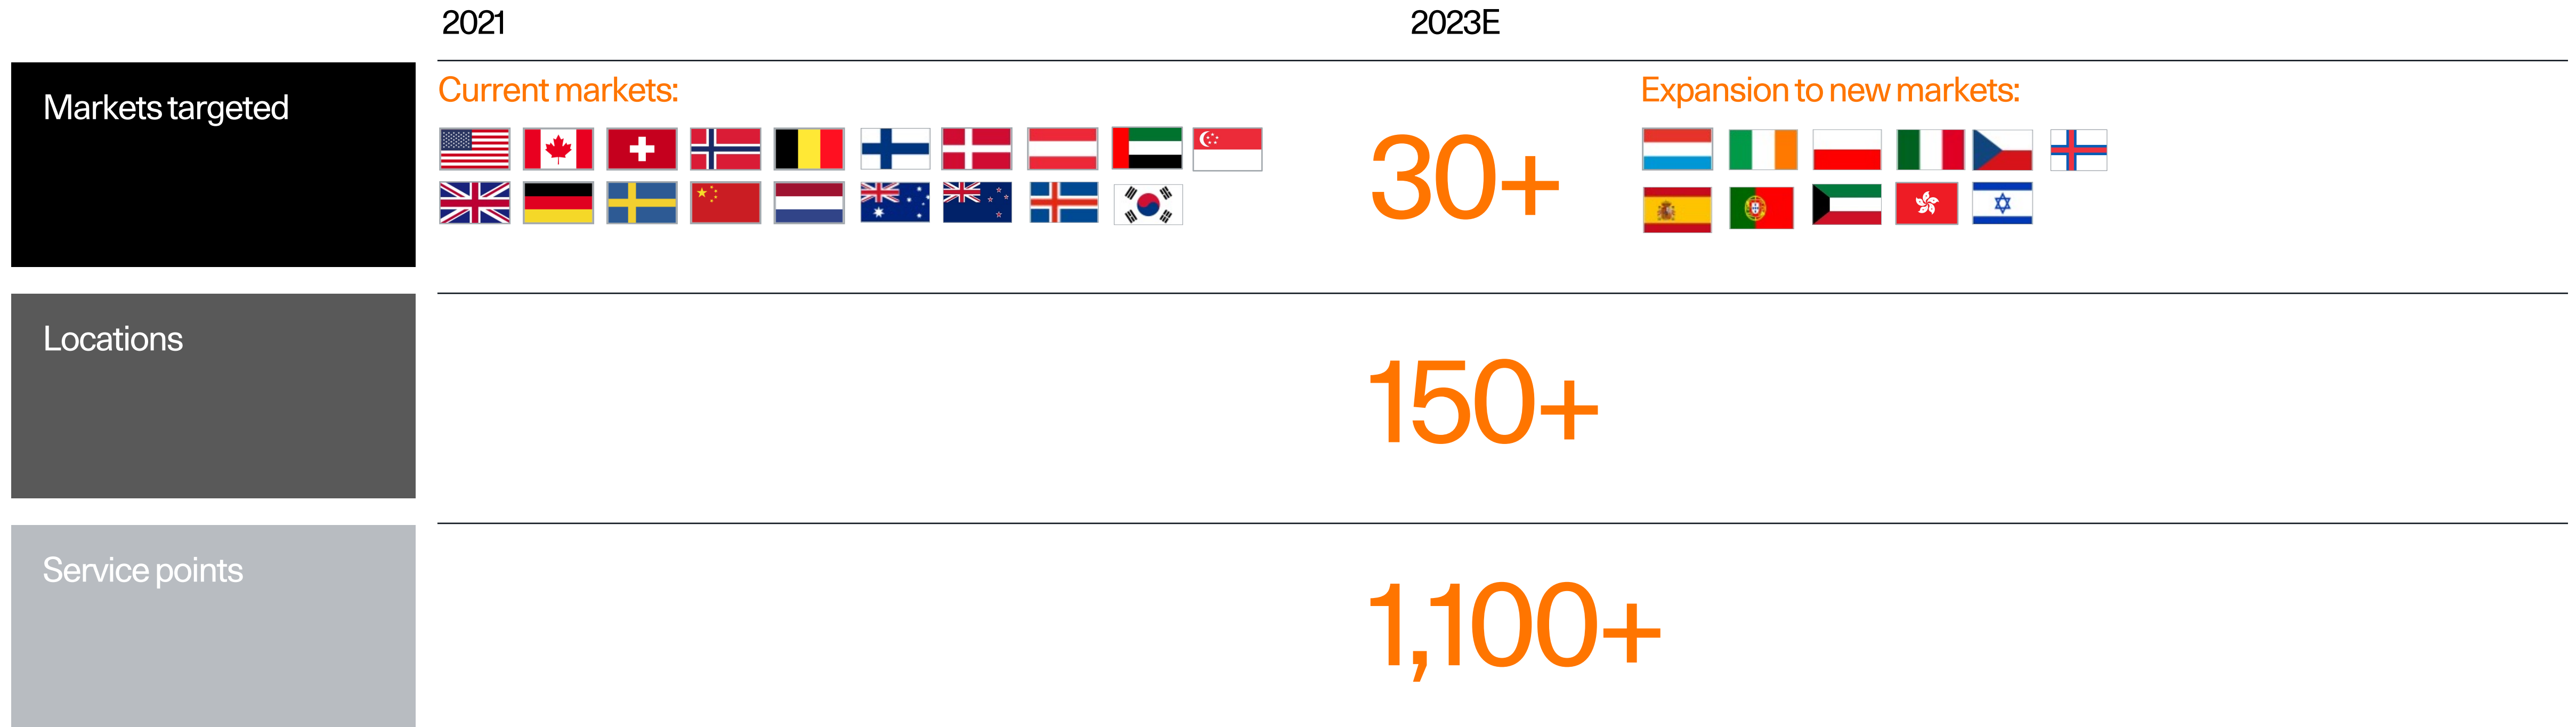 2021 2023E
Markets targeted
Current markets:
30+
Expansion to new markets:
Locations
150+
Service points
1,100+